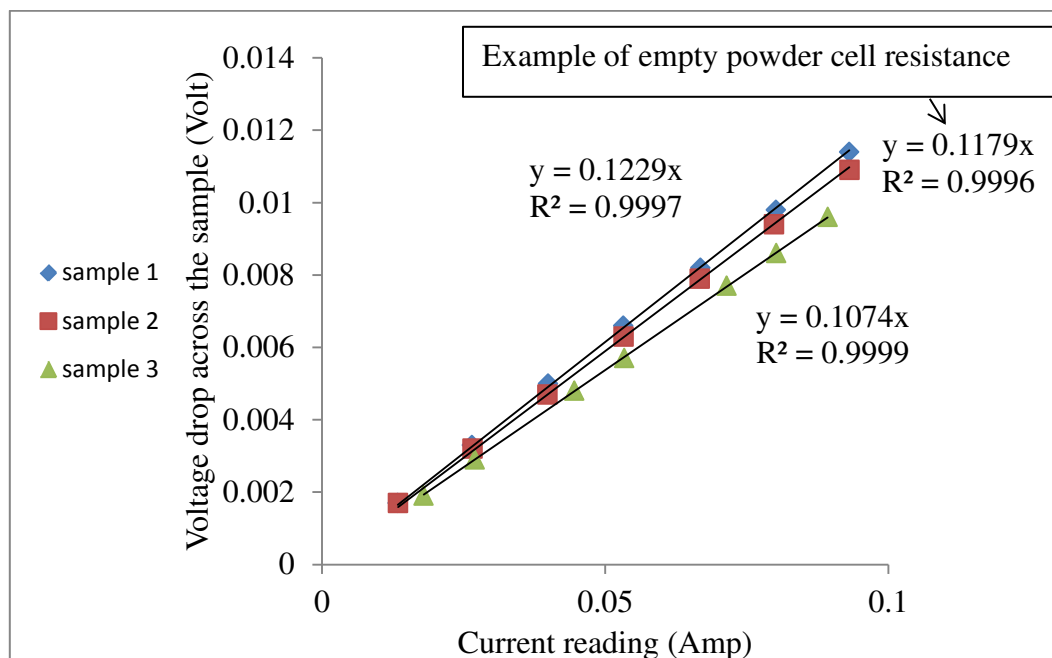 Example of empty powder cell resistance
0.014
0.012
0.01
0.008
0.006
0.004
0.002
0
Voltage drop across the sample (Volt)
y = 0.1229x
R² = 0.9997
y = 0.1179x
R² = 0.9996
y = 0.1074x
R² = 0.9999
sample 1
sample 2
sample 3
0
0.05
0.1
Current reading (Amp)